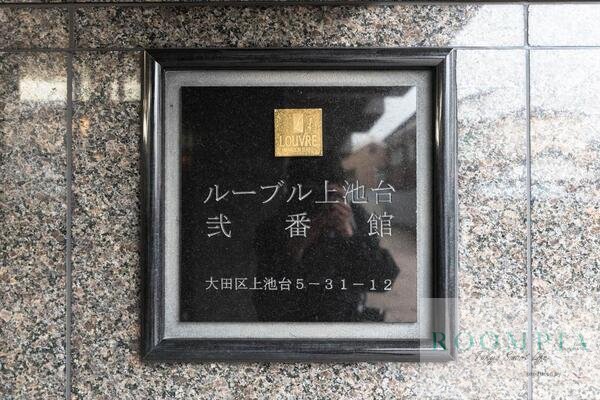 LOUVRE
ルーブル上池台
弐番館
大田区上池台5-31-12
ROOMPIA